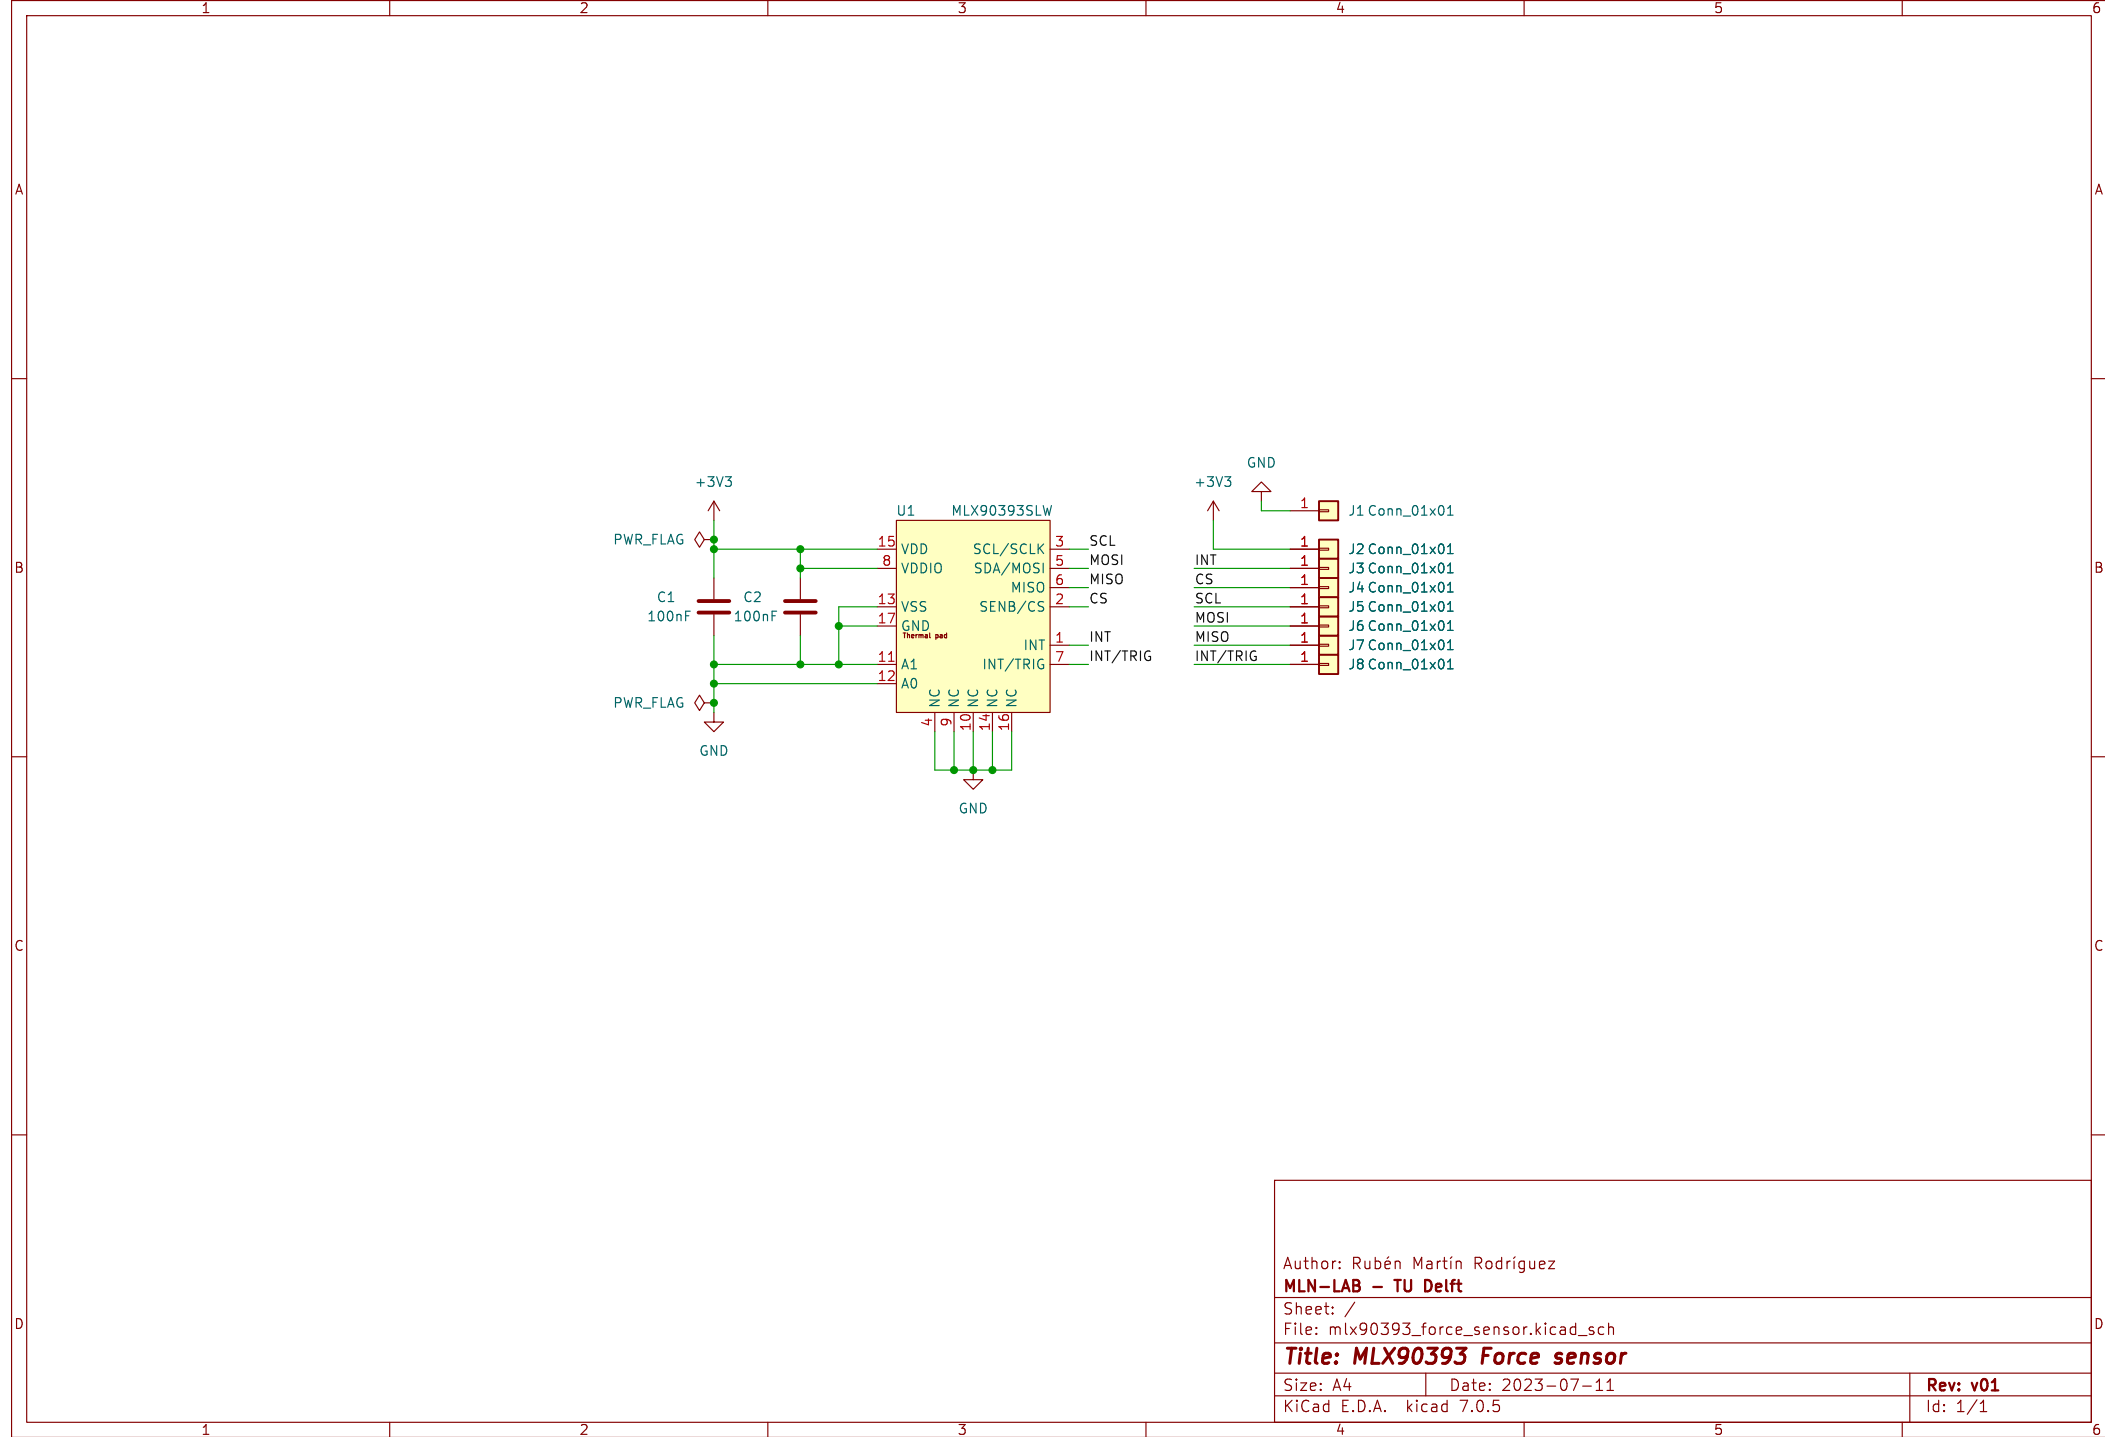 1 2 3 4 5 6
A A
B B
C C
D D
+3V3
PWR_FLAG
C1
100nF
C2
100nF
PWR_FLAG
GND
U1 MLX90393SLW
15 VDD SCL/SCLK 3 SCL
8 VDDIO SDA/MOSI 5 MOSI
MISO 6 MISO
13 VSS SENB/CS 2 CS
17 GND
Thermal pad
INT 1 INT
11 A1 INT/TRIG 7 INT/TRIG
12 A0
NC NC NC NC NC
4 9 10 14 16
GND
GND
+3V3
1 J1 Conn_01x01
1 J2 Conn_01x01
INT 1 J3 Conn_01x01
CS 1 J4 Conn_01x01
SCL 1 J5 Conn_01x01
MOSI 1 J6 Conn_01x01
MISO 1 J7 Conn_01x01
INT/TRIG 1 J8 Conn_01x01
Author: Rubén Martín Rodríguez
MLN-LAB - TU Delft
Sheet: /
File: mlx90393_force_sensor.kicad_sch
Title: MLX90393 Force sensor
Size: A4 Date: 2023-07-11 Rev: v01
KiCad E.D.A. kicad 7.0.5 Id: 1/1
1 2 3 4 5 6